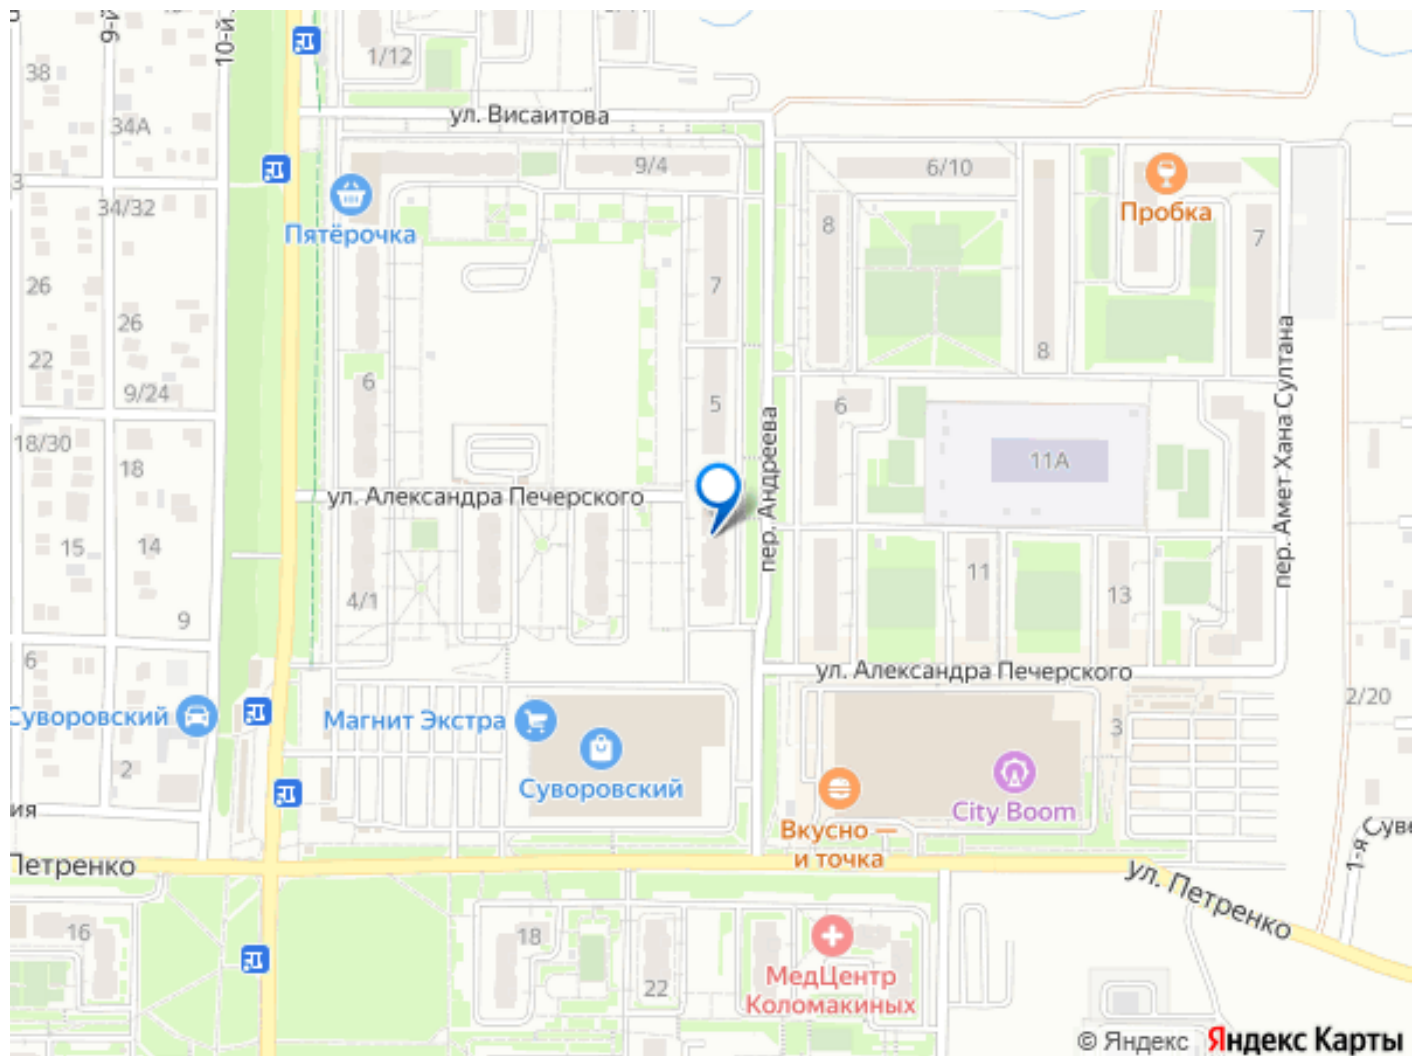 9-й
10-й
1/12
38
ул. Висаитова
34А
9/4
6/10
Пробка
34/32
Пятёрочка
8
7
26
7
26
22
6
8
9/24
5
6
пер. Андреева
пер. Амет Хана Султана
18/30
18
11А
ул. Александра Печерского
15
14
11
13
4/1
9
6
ул. Александра Печерского
2/20
Суворовский
Магнит Экстра
3
2
Суворовский
City Boom
ия
Вкусно —
и точка
Петренко
ул. Петренко
1-я Суве
16
18
МедЦентр
Коломакиных
22
© Яндекс Яндекс Карты